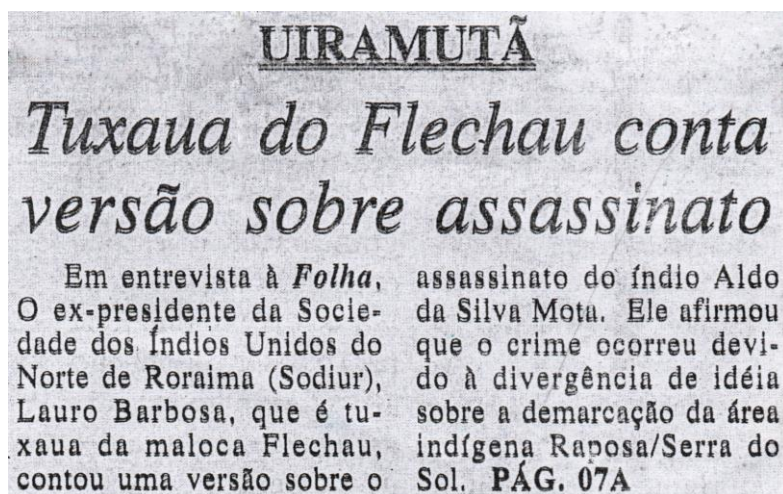 UIRAMUTÃ
Tuxaua do Flechau conta
versão sobre assassinato
Em entrevista à Folha,
O ex-presidente da Socie-
dade dos Índios Unidos do
Norte de Roraima (Sodiur),
Lauro Barbosa, que é tu-
xaua da maloca Flechau,
contou uma versão sobre o
assassinato do índio Aldo
da Silva Mota. Ele afirmou
que o crime ocorreu devi-
do à divergência de idéia
sobre a demarcação da área
indígena Raposa/Serra do
Sol. PÁG. 07A